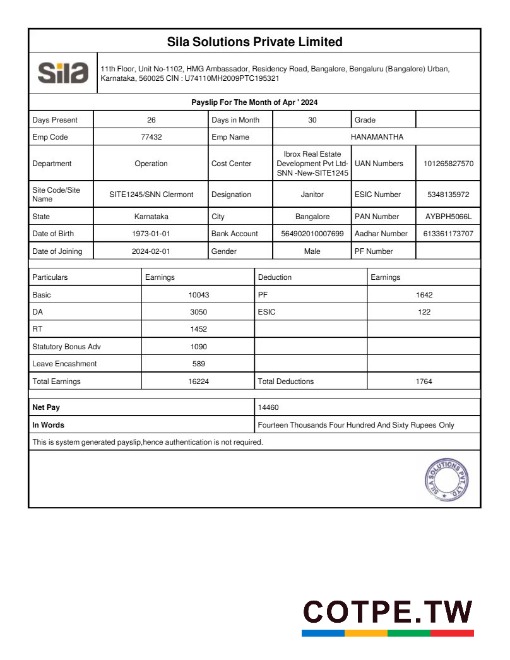 Sila Solutions Private Limited
Sila
11th Floor, Unit No-1102, HMG Ambassador, Residency Road, Bangalore, Bengaluru (Bangalore) Urban,
Karnataka, 560025 CIN : U74110MH2009PTC195321
Payslip For The Month of Apr ' 2024
Days Present 26 Days in Month 30 Grade
Emp Code 77432 Emp Name HANAMANTHA
Department Operation Cost Center Ibrox Real Estate Development Pvt Ltd-SNN -New-SITE1245 UAN Numbers 101265827570
Site Code/Site Name SITE1245/SNN Clermont Designation Janitor ESIC Number 5348135972
State Karnataka City Bangalore PAN Number AYBPH5066L
Date of Birth 1973-01-01 Bank Account 564902010007699 Aadhar Number 613361173707
Date of Joining 2024-02-01 Gender Male PF Number
Particulars Earnings Deduction Earnings
Basic 10043 PF 1642
DA 3050 ESIC 122
RT 1452
Statutory Bonus Adv 1090
Leave Encashment 589
Total Earnings 16224 Total Deductions 1764
Net Pay 14460
In Words Fourteen Thousands Four Hundred And Sixty Rupees Only
This is system generated payslip,hence authentication is not required.
SILA SOLUTIONS PVT LTD
COTPE.TW